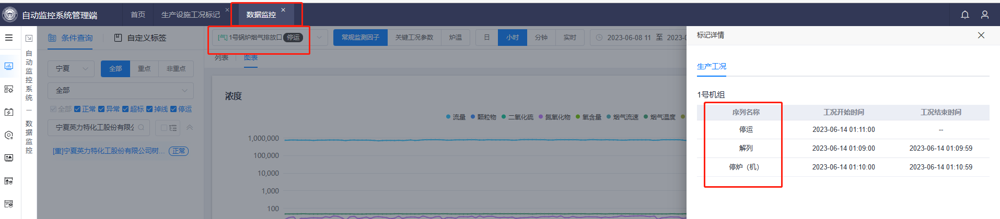 自动监控系统管理端
首页
生产设施工况标记
数据监控
条件查询
自定义标签
[气] 1号锅炉烟气排放口 停运
常规监测因子
关键工况参数
炉温
日
小时
分钟
实时
2023-06-08 11 至 2023-0
标记详情
自动监控系统 — 数据监控
列表
图表
宁夏
全部
重点
非重点
全部
全部 正常 异常 超标 掉线 停运
宁夏英力特化工股份有限公
[重]宁夏英力特化工股份有限公司树... 正常
浓度
流量 颗粒物 二氧化硫 氮氧化物 氧含量 烟气流速 烟气温度
1,000,000
100,000
10,000
1,000
100
生产工况
1号机组
序列名称 工况开始时间 工况结束时间
停运 2023-06-14 01:11:00 --
解列 2023-06-14 01:09:00 2023-06-14 01:09:59
停炉（机） 2023-06-14 01:10:00 2023-06-14 01:10:59